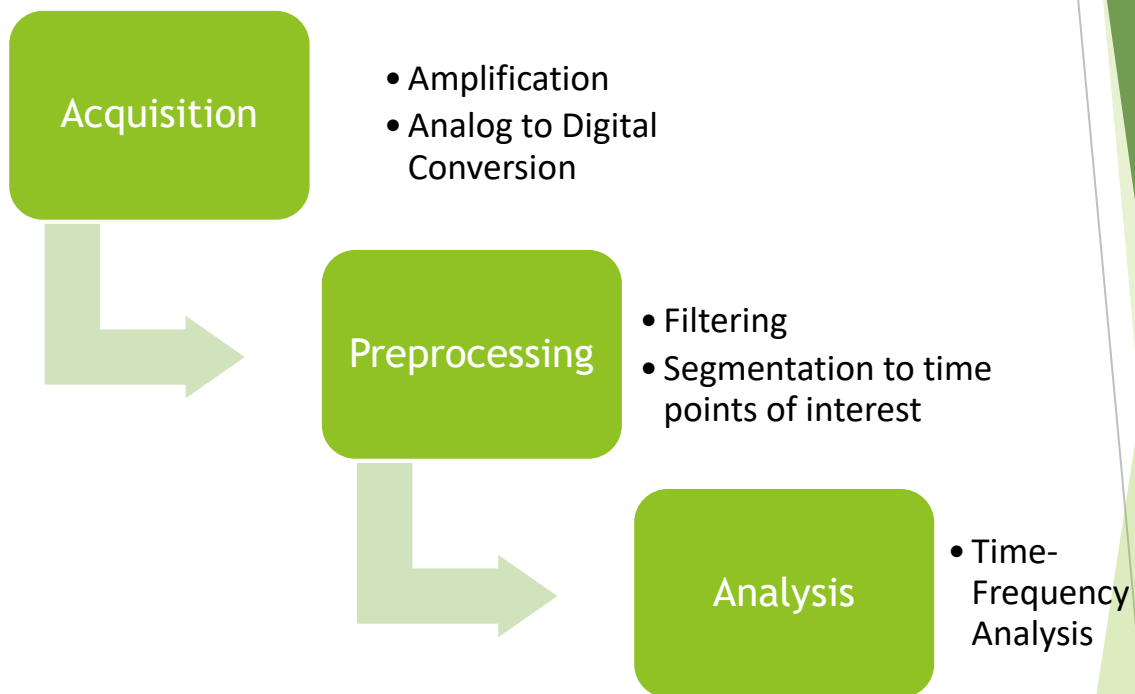 Acquisition
• Amplification
• Analog to Digital
Conversion
Preprocessing
• Filtering
• Segmentation to time
points of interest
Analysis
• Time-
Frequency
Analysis